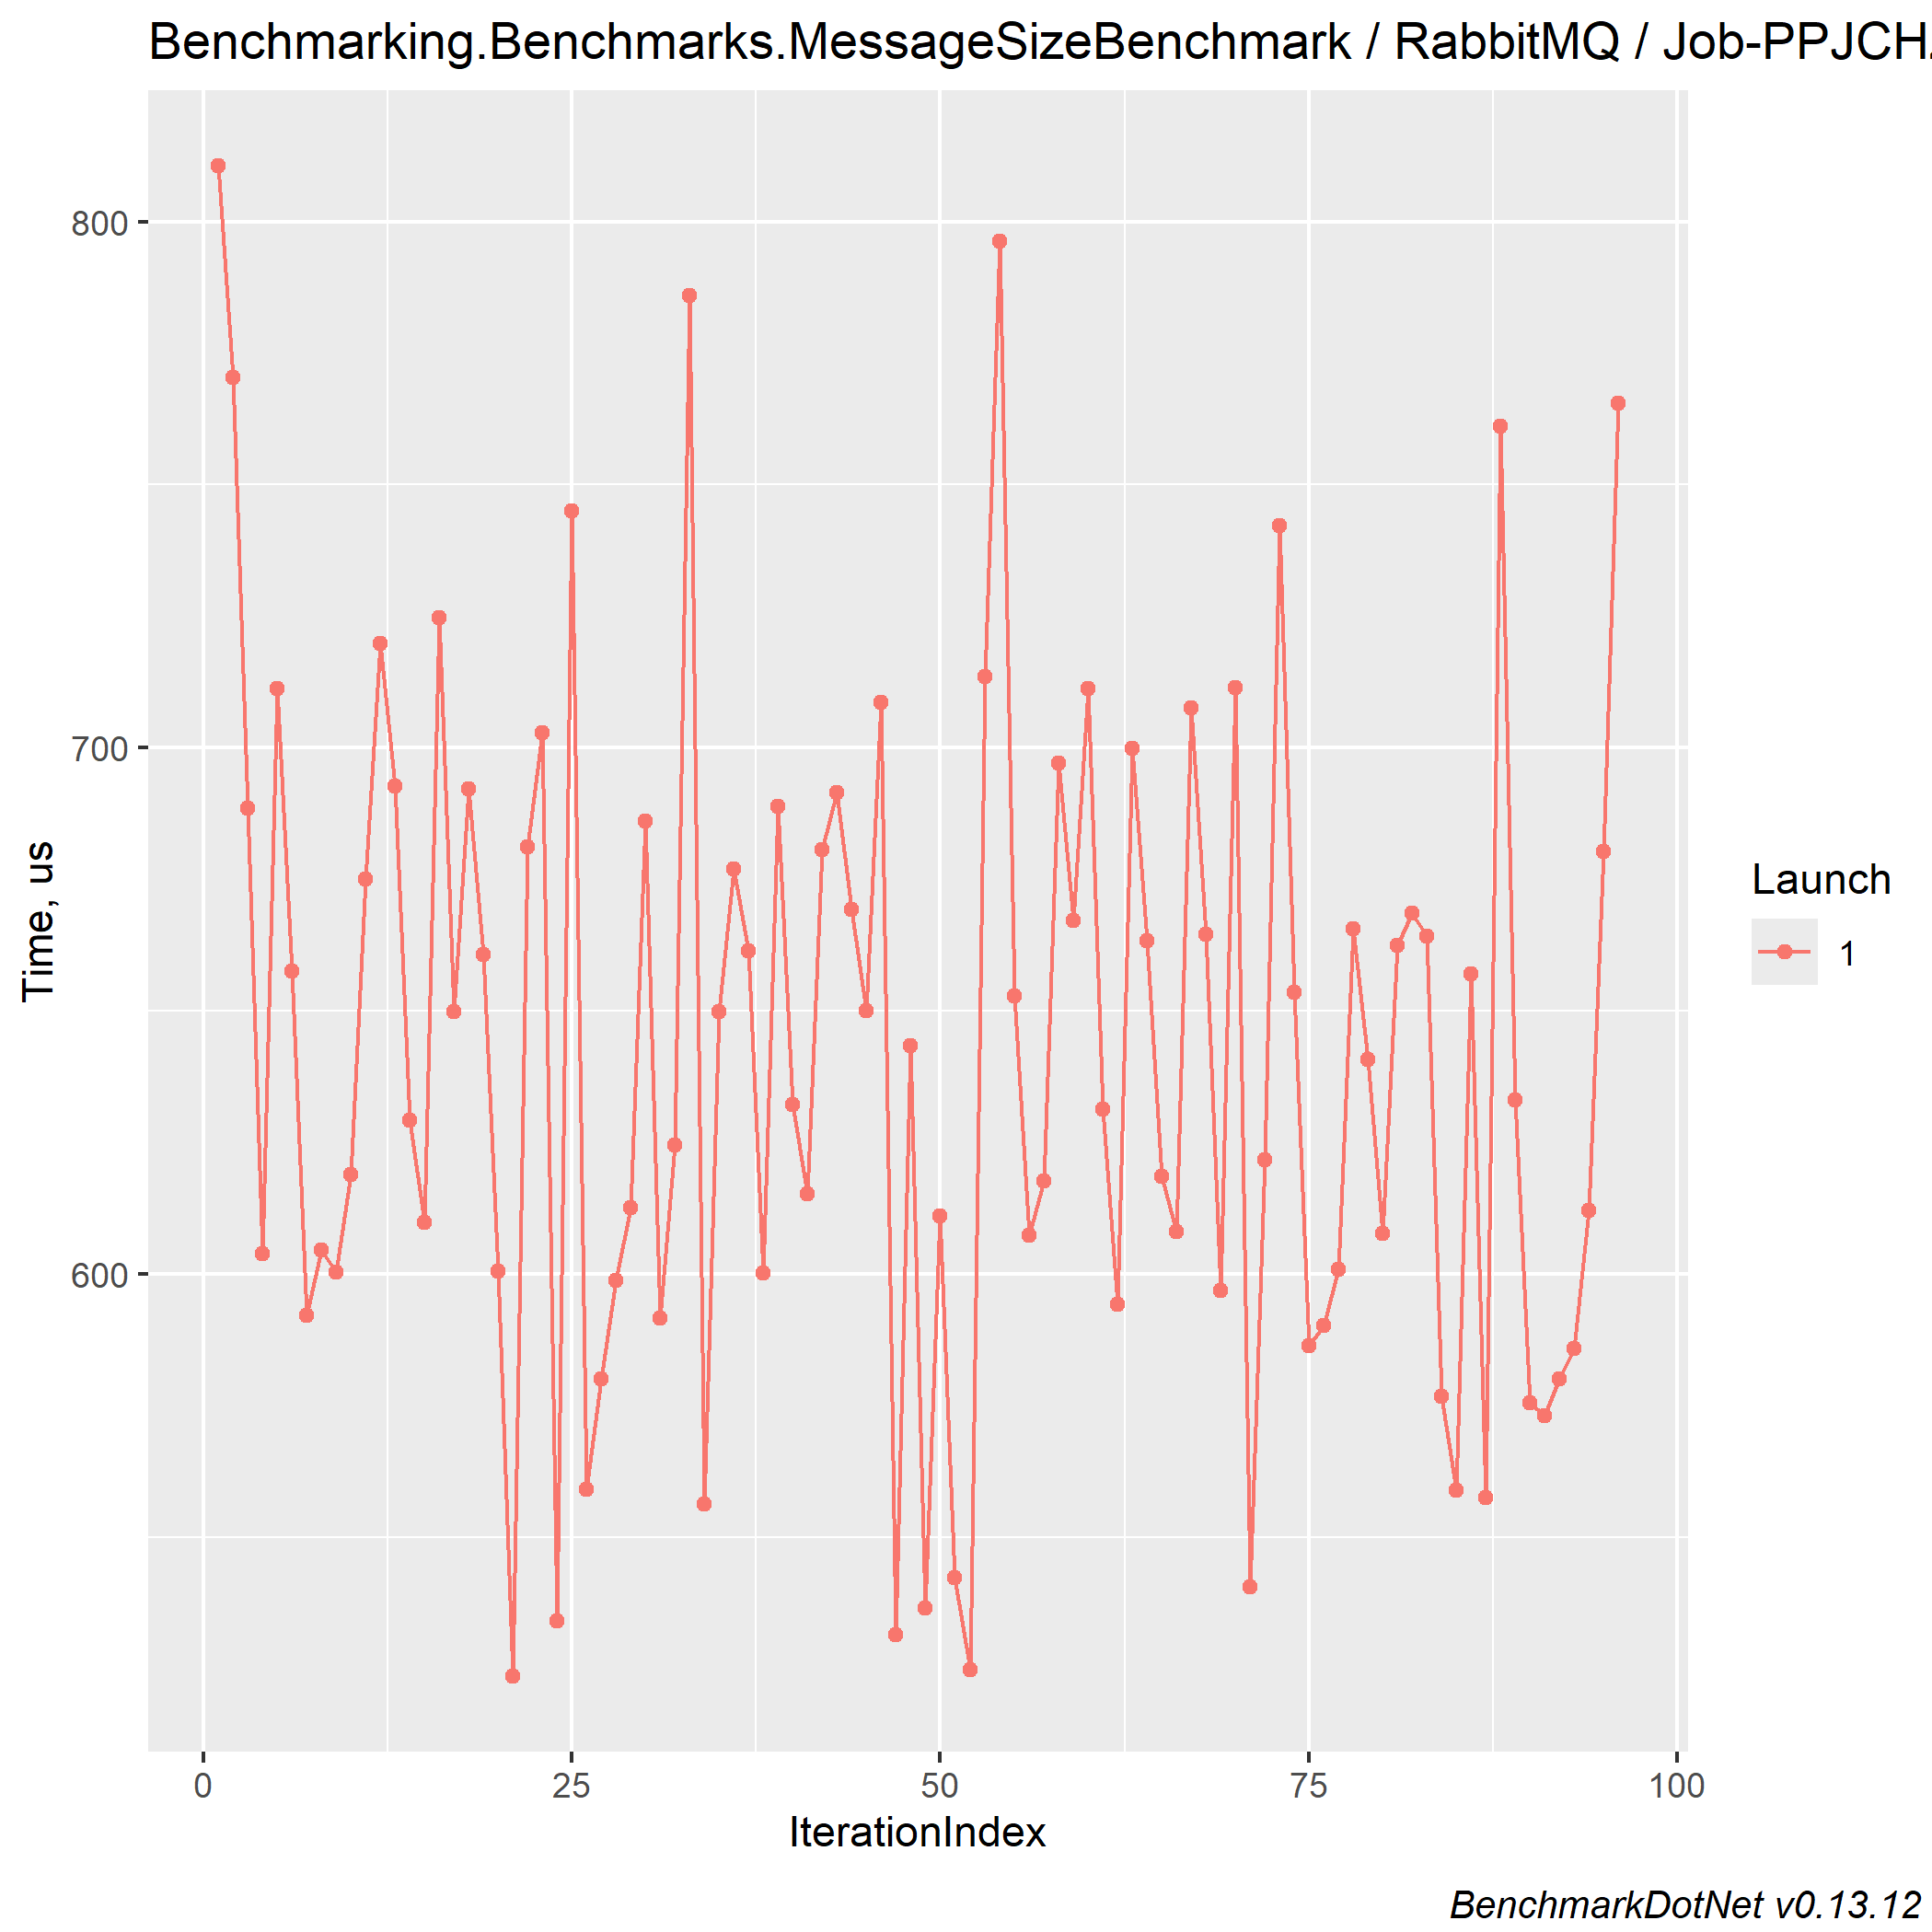 Benchmarking.Benchmarks.MessageSizeBenchmark / RabbitMQ / Job-PPJCH
800
700
600
Time, us
Launch
1
0 25 50 75 100
IterationIndex
BenchmarkDotNet v0.13.12